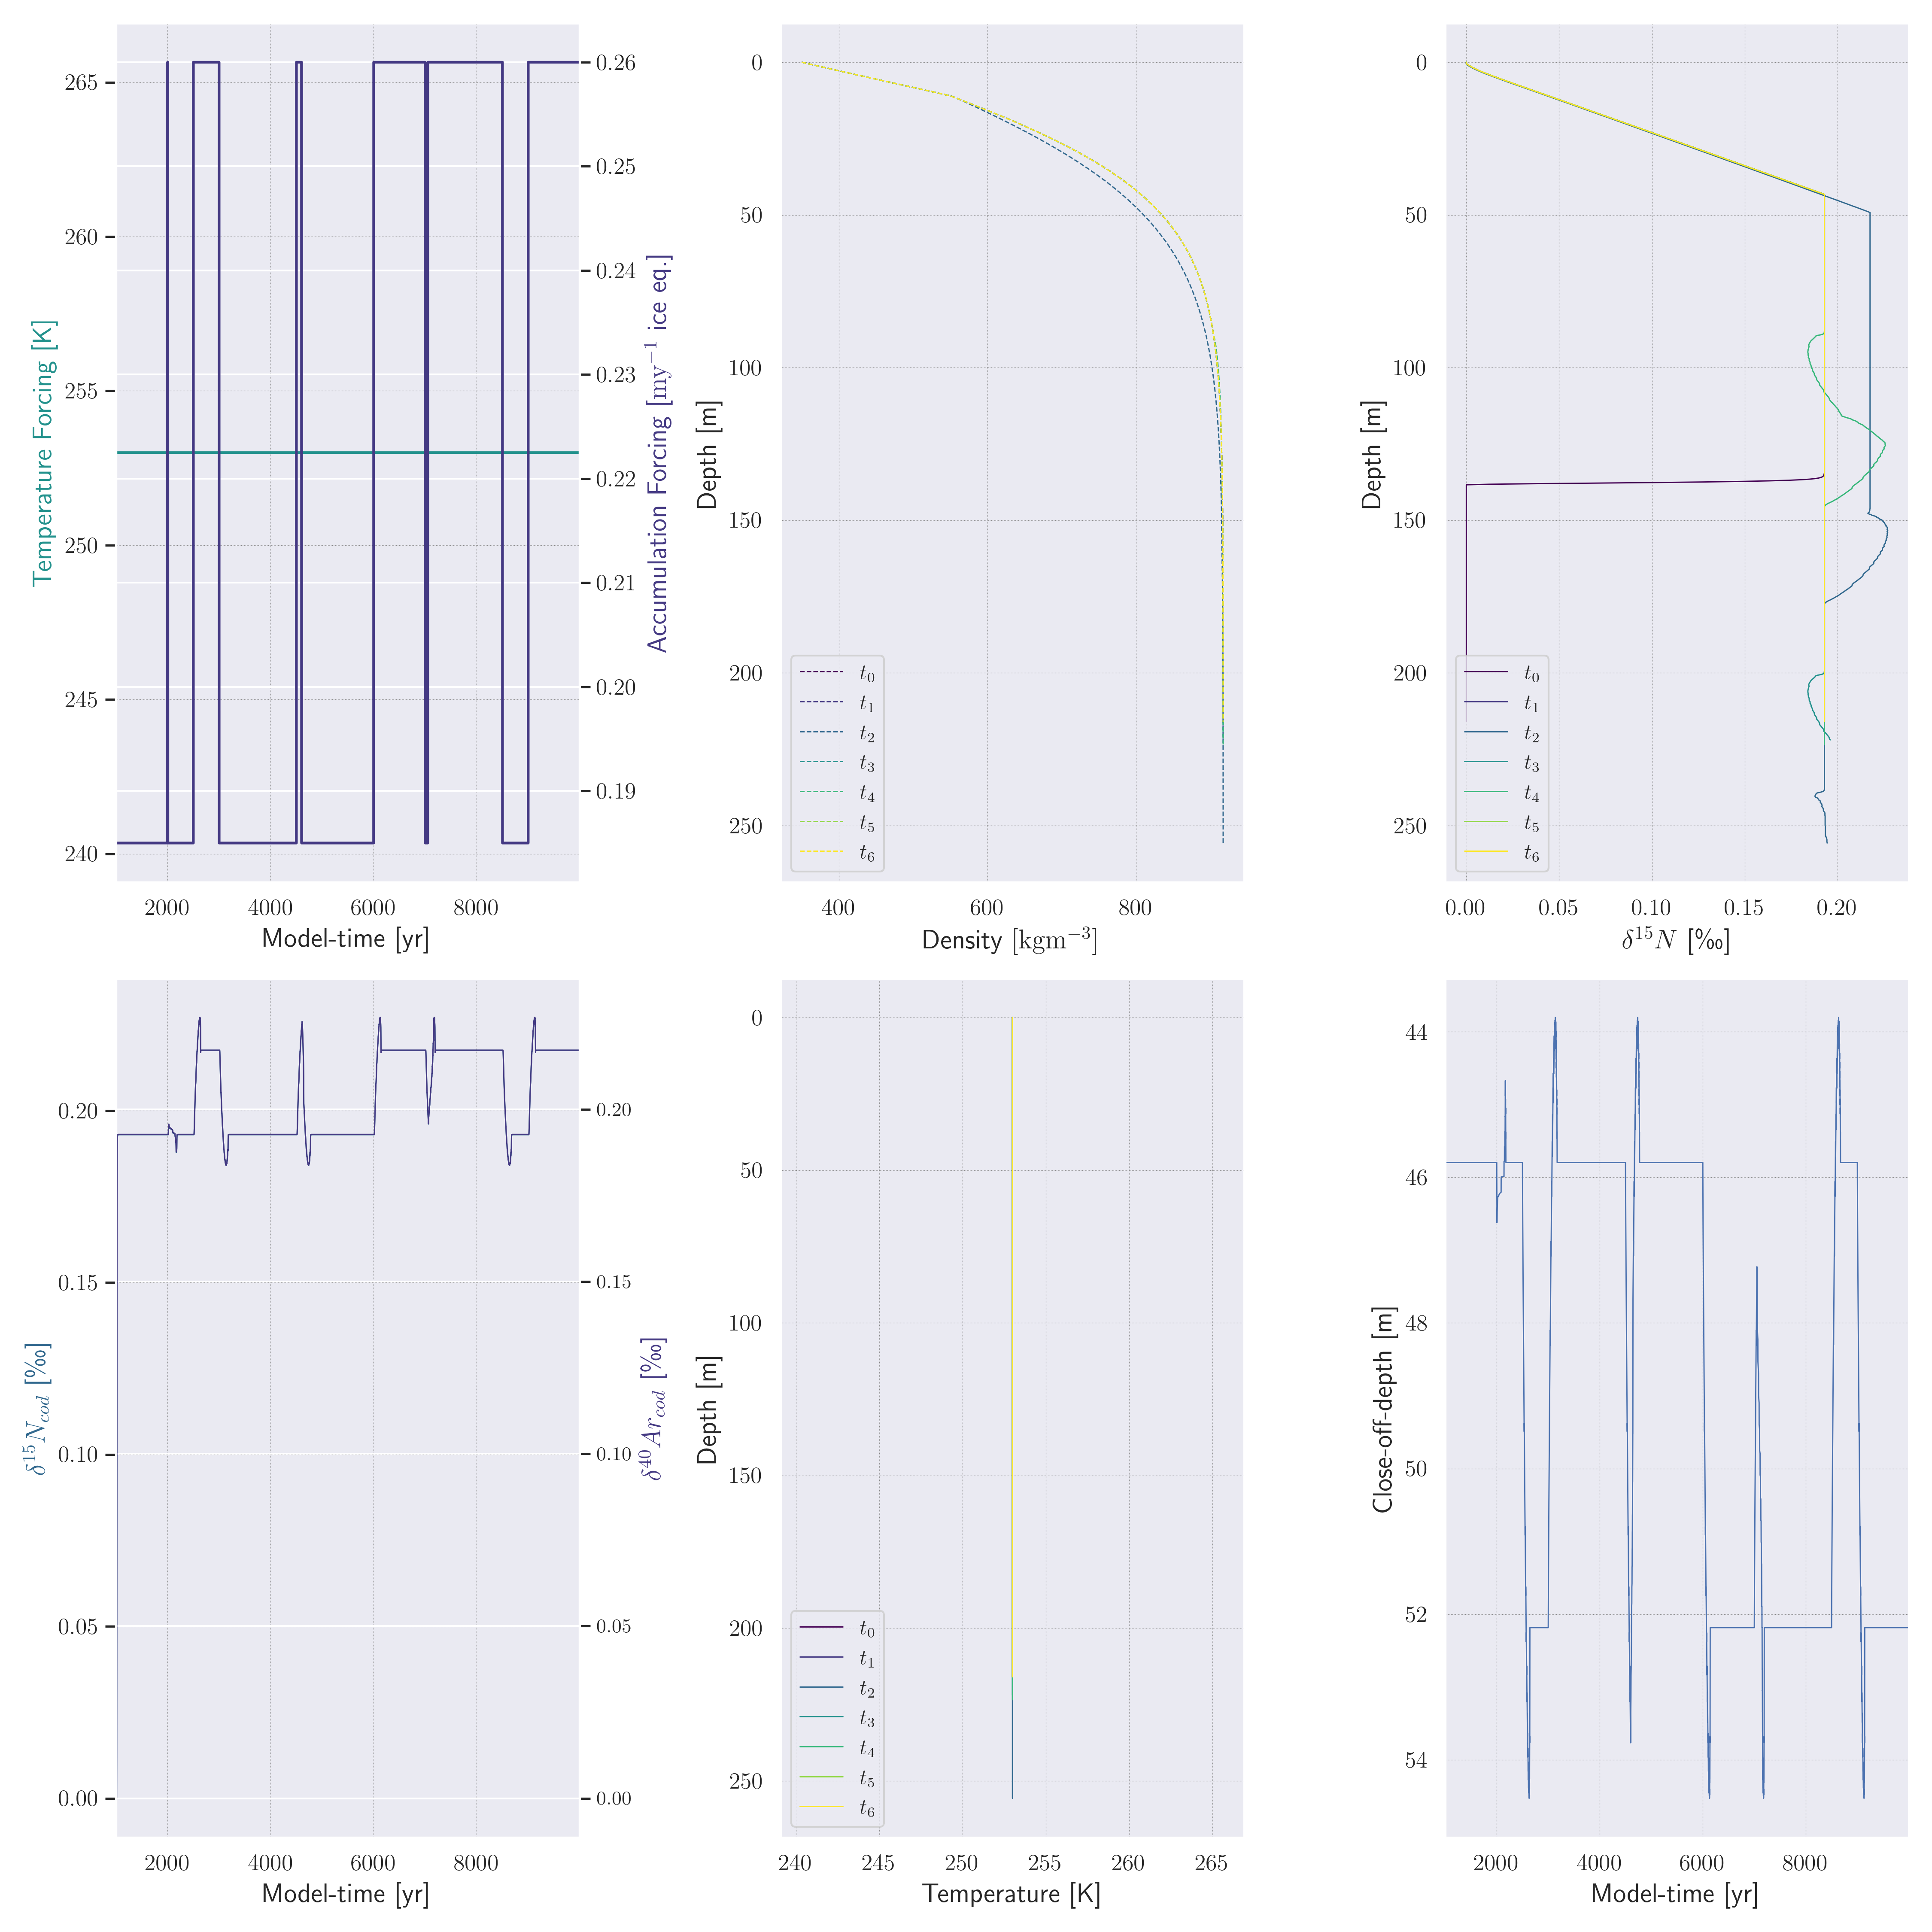 265
260
255
250
245
240
Temperature Forcing [K]
2000 4000 6000 8000
Model-time [yr]
0.26
0.25
0.24
0.23
0.22
0.21
0.20
0.19
Accumulation Forcing [my⁻¹ ice eq.]
0
50
100
150
200
250
Depth [m]
t₀
t₁
t₂
t₃
t₄
t₅
t₆
400 600 800
Density [kgm⁻³]
0
50
100
150
200
250
Depth [m]
t₀
t₁
t₂
t₃
t₄
t₅
t₆
0.00 0.05 0.10 0.15 0.20
δ¹⁵N [‰]
0.20
0.15
0.10
0.05
0.00
δ¹⁵N_cod [‰]
2000 4000 6000 8000
Model-time [yr]
0.20
0.15
0.10
0.05
0.00
δ⁴⁰Ar_cod [‰]
0
50
100
150
200
250
Depth [m]
t₀
t₁
t₂
t₃
t₄
t₅
t₆
240 245 250 255 260 265
Temperature [K]
44
46
48
50
52
54
Close-off-depth [m]
2000 4000 6000 8000
Model-time [yr]